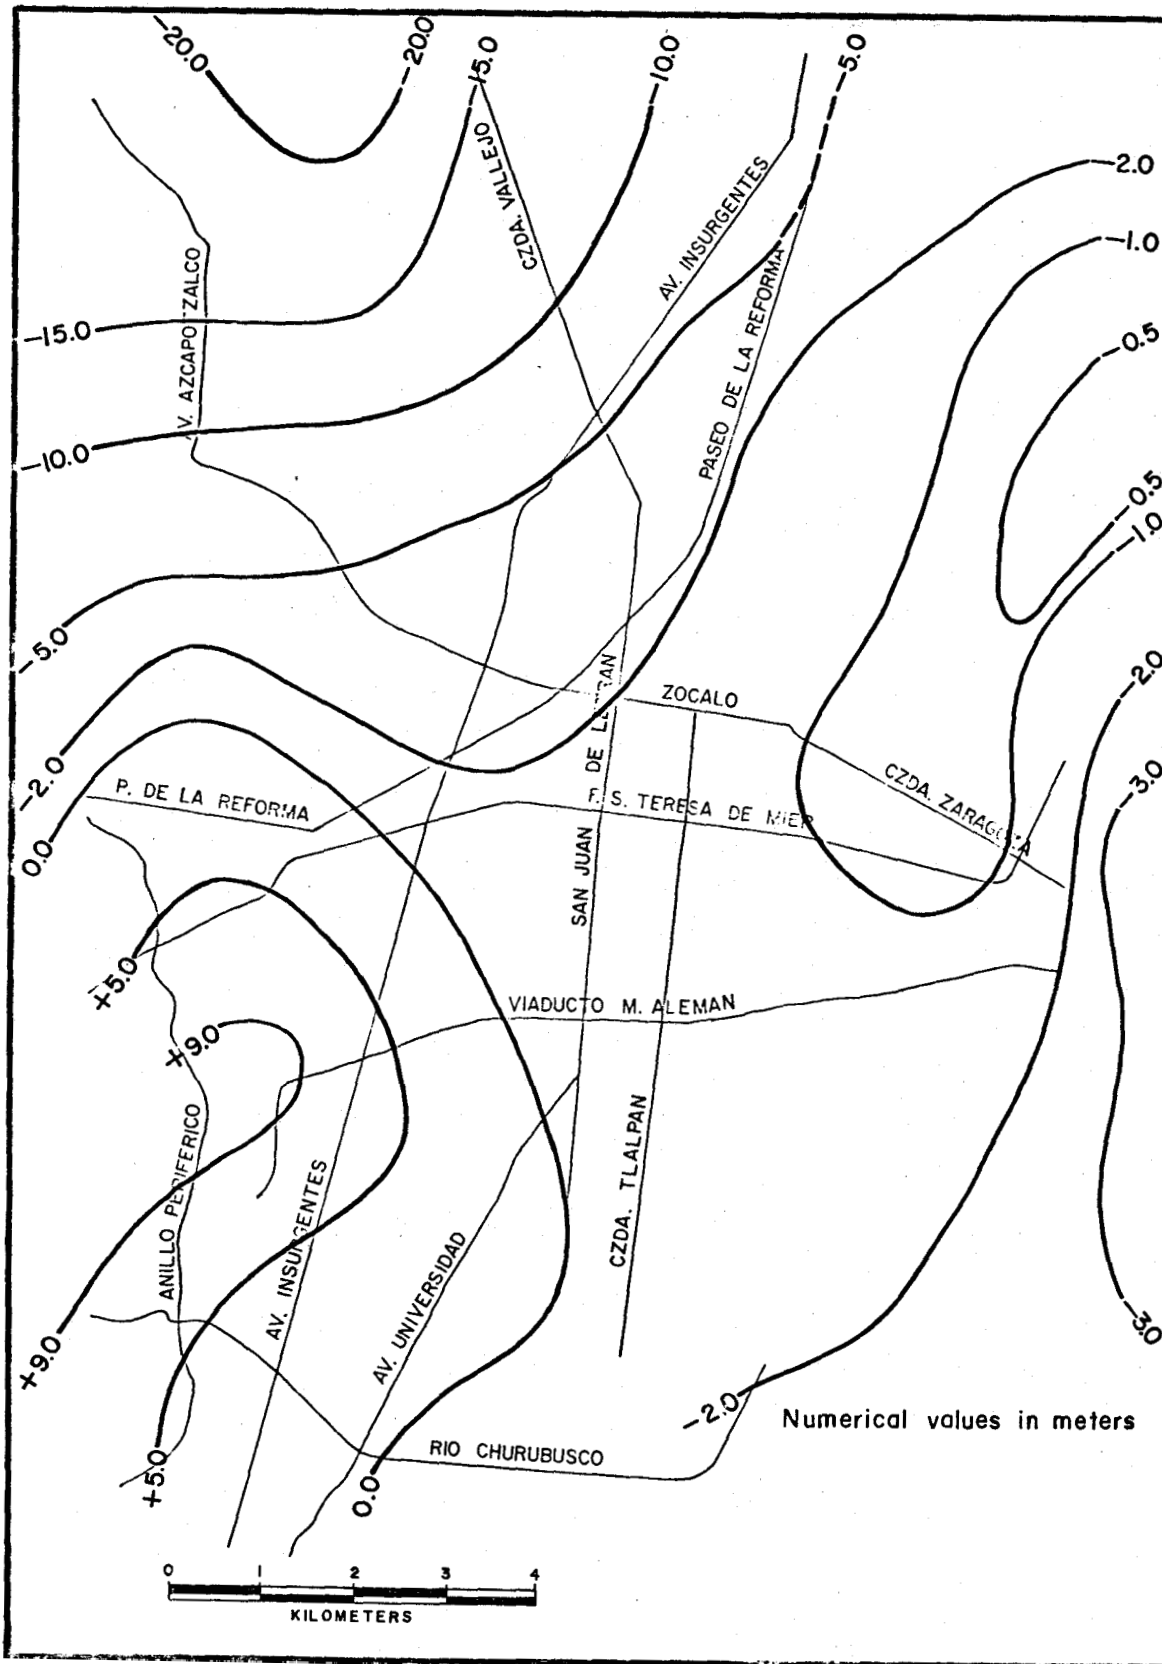 -20.0
-20.0
-15.0
-10.0
-5.0
CZDA. VALLEJO
AV. INSURGENTES
-2.0
-1.0
V. AZCAPOTZALCO
PASEO DE LA REFORMA
-15.0
-0.5
-10.0
-0.5
-1.0
-5.0
-2.0
ZOCALO
SAN JUAN DE LETRAN
-2.0
P. DE LA REFORMA
F. S. TERESA DE MIER
CZDA. ZARAGOZA
-3.0
0.0
+5.0
VIADUCTO M. ALEMAN
+9.0
ANILLO PERIFERICO
CZDA. TLALPAN
AV. INSURGENTES
AV. UNIVERSIDAD
+9.0
-3.0
-2.0
Numerical values in meters
RIO CHURUBUSCO
+5.0
0.0
0 1 2 3 4
KILOMETERS